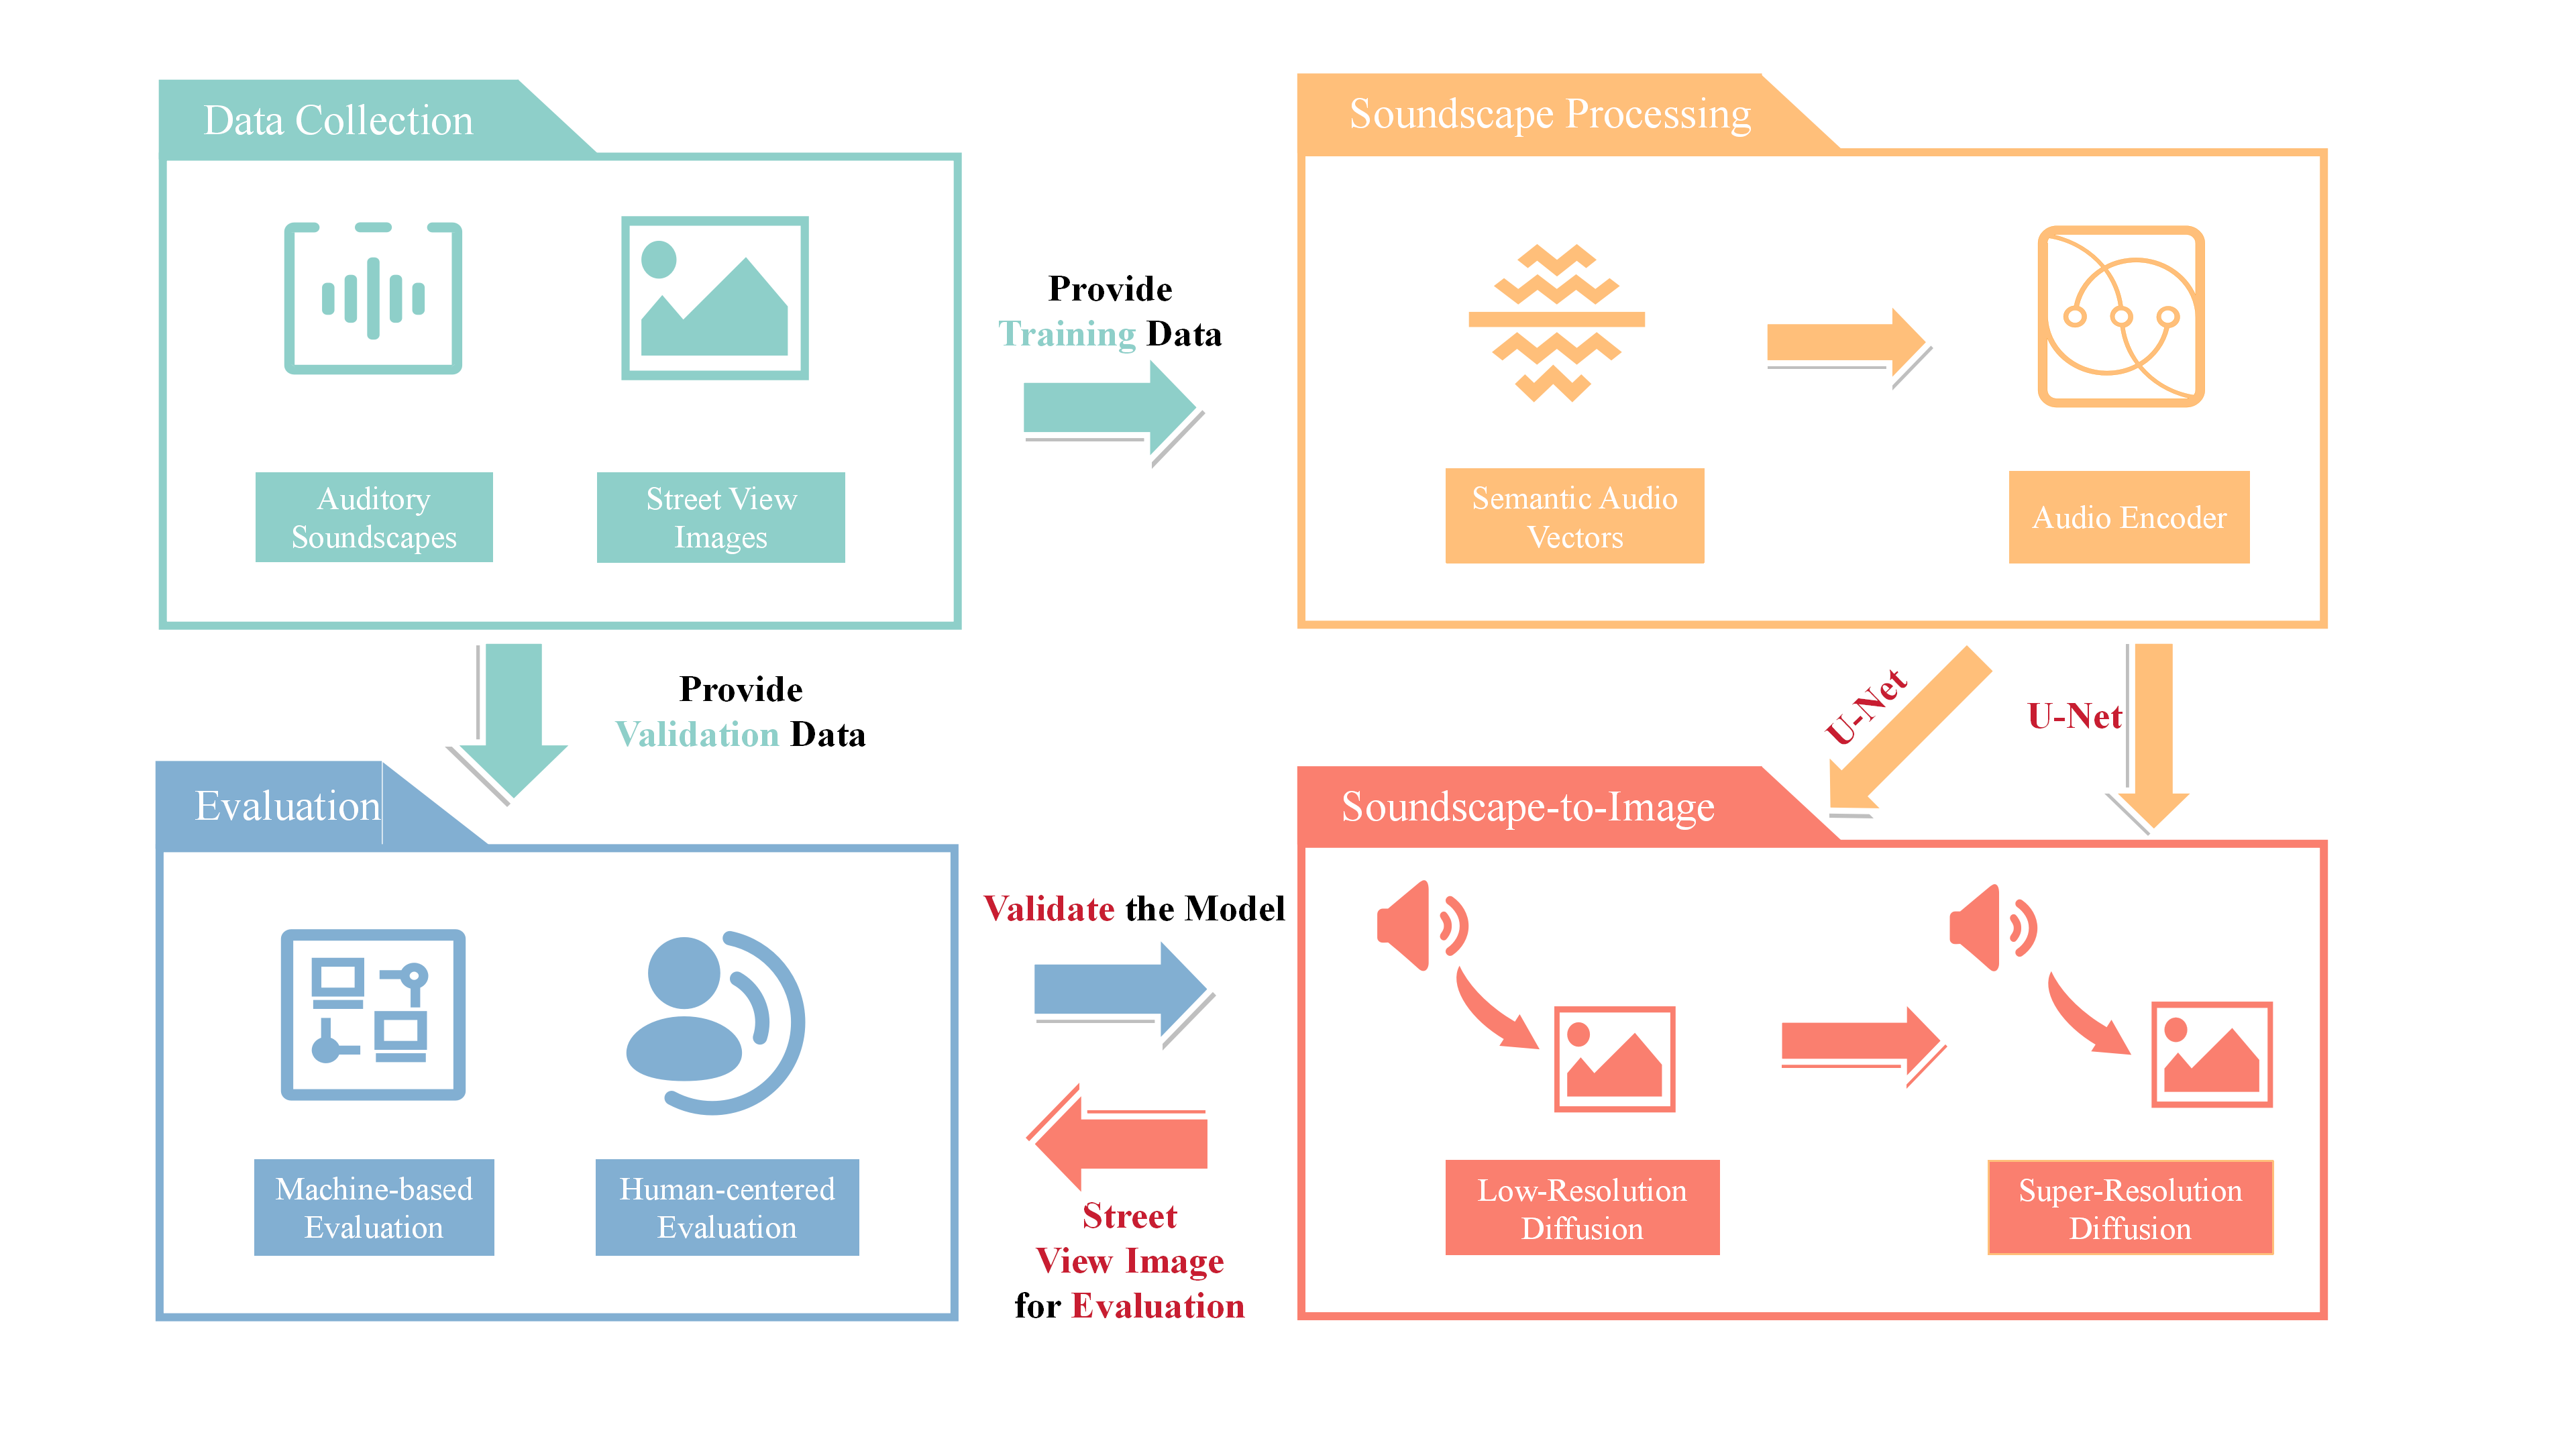 Data Collection
Auditory
Soundscapes
Street View
Images
Provide
Training Data
Soundscape Processing
Semantic Audio
Vectors
Audio Encoder
Provide
Validation Data
U-Net
U-Net
Evaluation
Machine-based
Evaluation
Human-centered
Evaluation
Validate the Model
Street
View Image
for Evaluation
Soundscape-to-Image
Low-Resolution
Diffusion
Super-Resolution
Diffusion